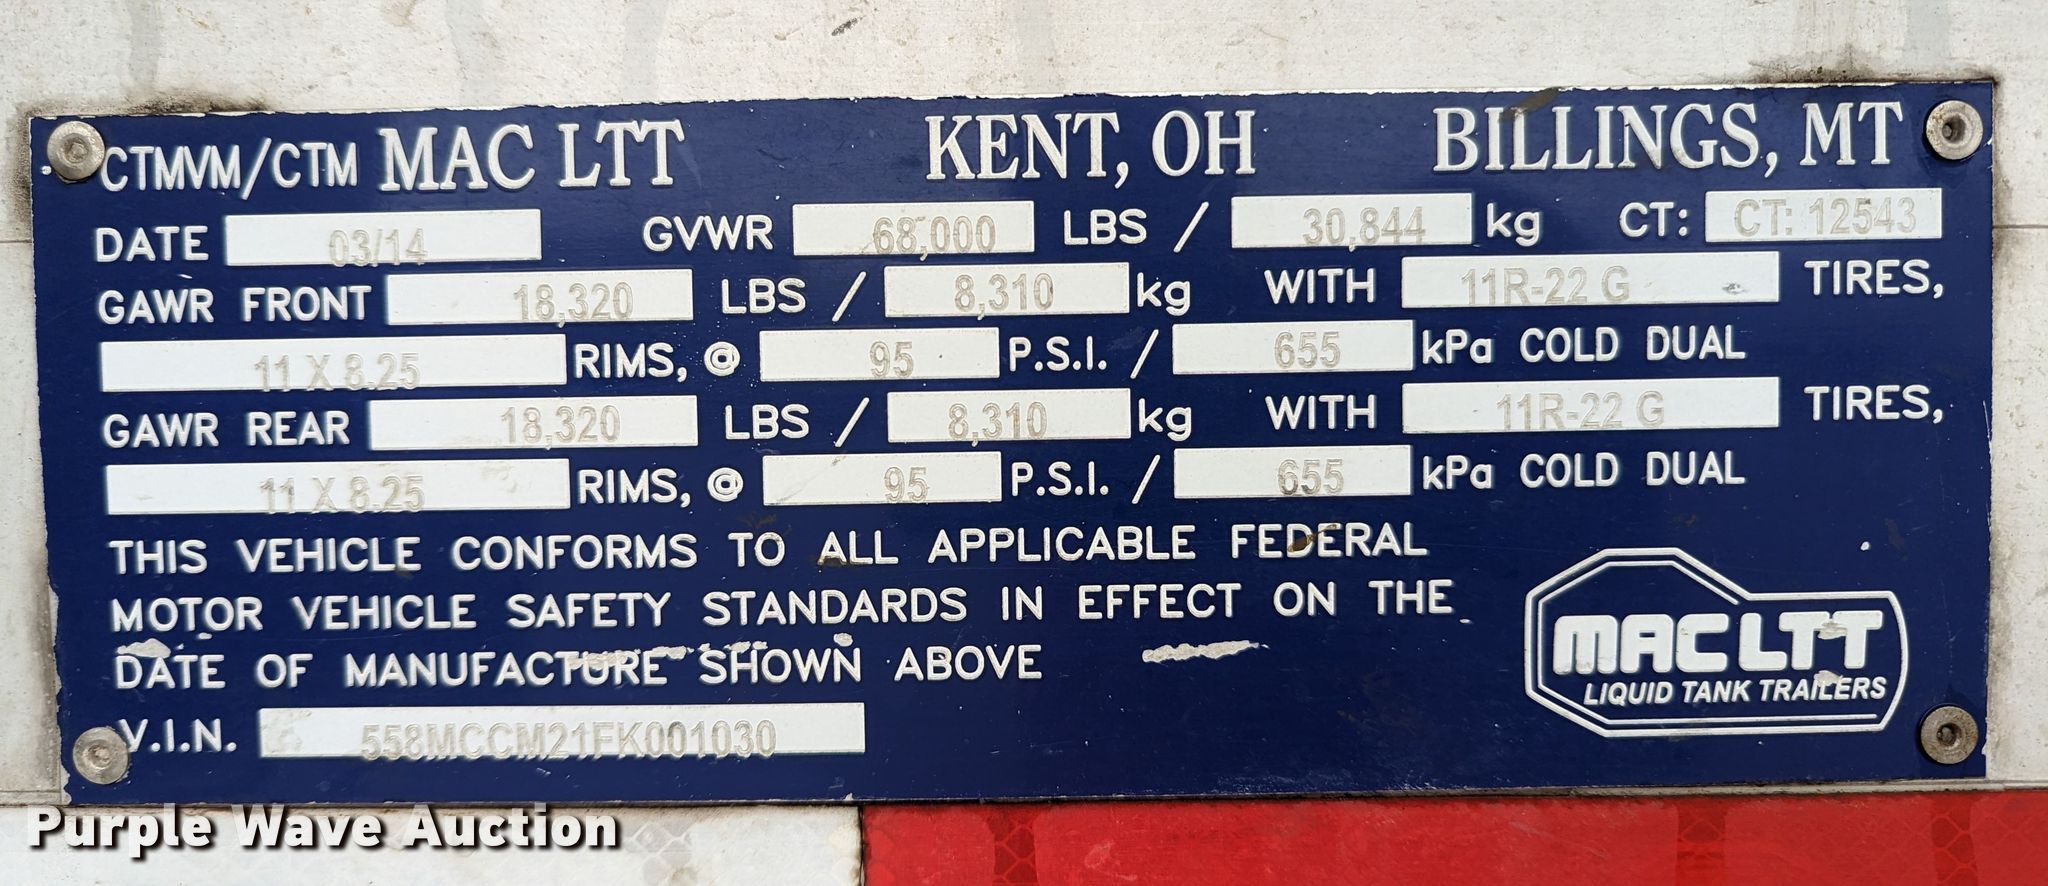 CTMVM/CTM MAC LTT KENT, OH BILLINGS, MT
DATE 03/14 GVWR 68,000 LBS / 30,844 kg CT: CT: 12543
GAWR FRONT 18,320 LBS / 8,310 kg WITH 11R-22 G TIRES,
11 X 8.25 RIMS, @ 95 P.S.I. / 655 kPa COLD DUAL
GAWR REAR 18,320 LBS / 8,310 kg WITH 11R-22 G TIRES,
11 X 8.25 RIMS, @ 95 P.S.I. / 655 kPa COLD DUAL
THIS VEHICLE CONFORMS TO ALL APPLICABLE FEDERAL
MOTOR VEHICLE SAFETY STANDARDS IN EFFECT ON THE
DATE OF MANUFACTURE SHOWN ABOVE
V.I.N. 558MCCM21FK001030
MAC LTT
LIQUID TANK TRAILERS
Purple Wave Auction